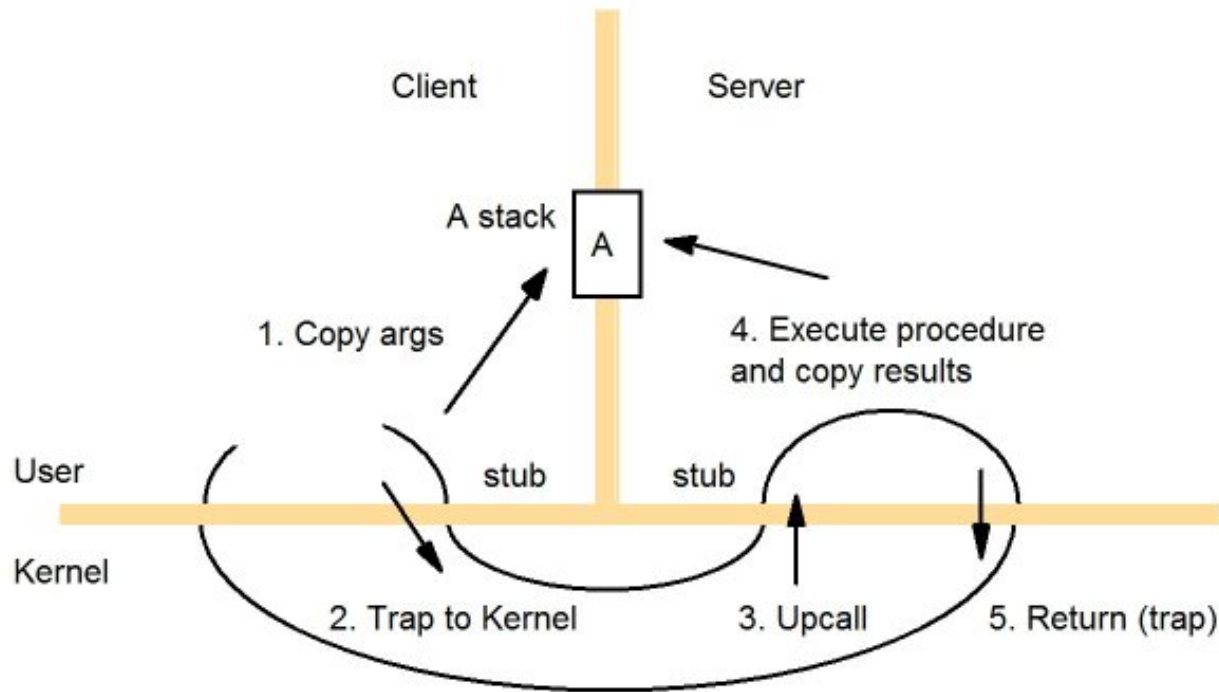 Client
Server
A stack
A
1. Copy args
4. Execute procedure
and copy results
User
stub
stub
Kernel
2. Trap to Kernel
3. Upcall
5. Return (trap)